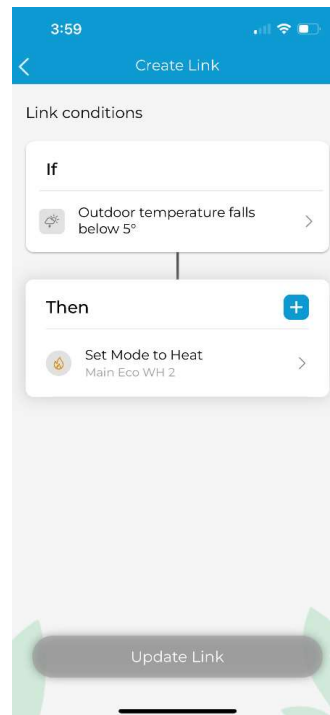 3:59
Create Link
Link conditions
If
Outdoor temperature falls
below 5°
Then
Set Mode to Heat
Main Eco WH 2
Update Link